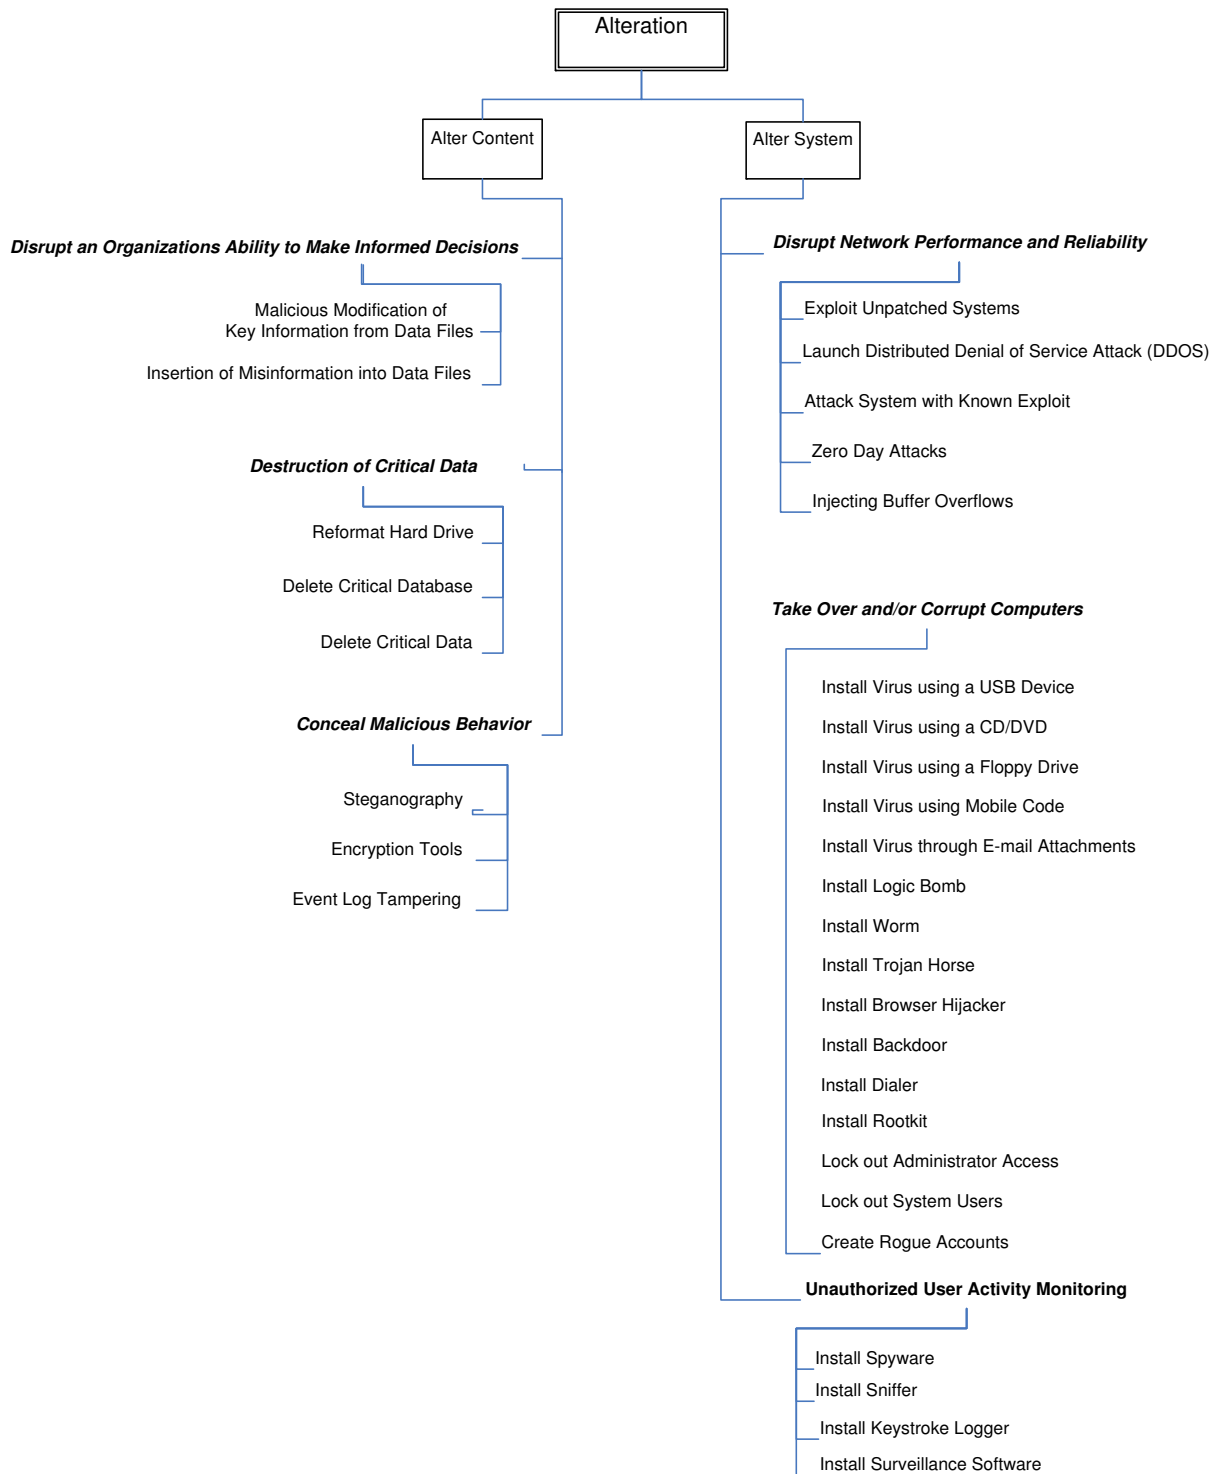 Alteration
Alter Content
Alter System
Disrupt an Organizations Ability to Make Informed Decisions
Malicious Modification of
Key Information from Data Files
Insertion of Misinformation into Data Files
Destruction of Critical Data
Reformat Hard Drive
Delete Critical Database
Delete Critical Data
Conceal Malicious Behavior
Steganography
Encryption Tools
Event Log Tampering
Disrupt Network Performance and Reliability
Exploit Unpatched Systems
Launch Distributed Denial of Service Attack (DDOS)
Attack System with Known Exploit
Zero Day Attacks
Injecting Buffer Overflows
Take Over and/or Corrupt Computers
Install Virus using a USB Device
Install Virus using a CD/DVD
Install Virus using a Floppy Drive
Install Virus using Mobile Code
Install Virus through E-mail Attachments
Install Logic Bomb
Install Worm
Install Trojan Horse
Install Browser Hijacker
Install Backdoor
Install Dialer
Install Rootkit
Lock out Administrator Access
Lock out System Users
Create Rogue Accounts
Unauthorized User Activity Monitoring
Install Spyware
Install Sniffer
Install Keystroke Logger
Install Surveillance Software